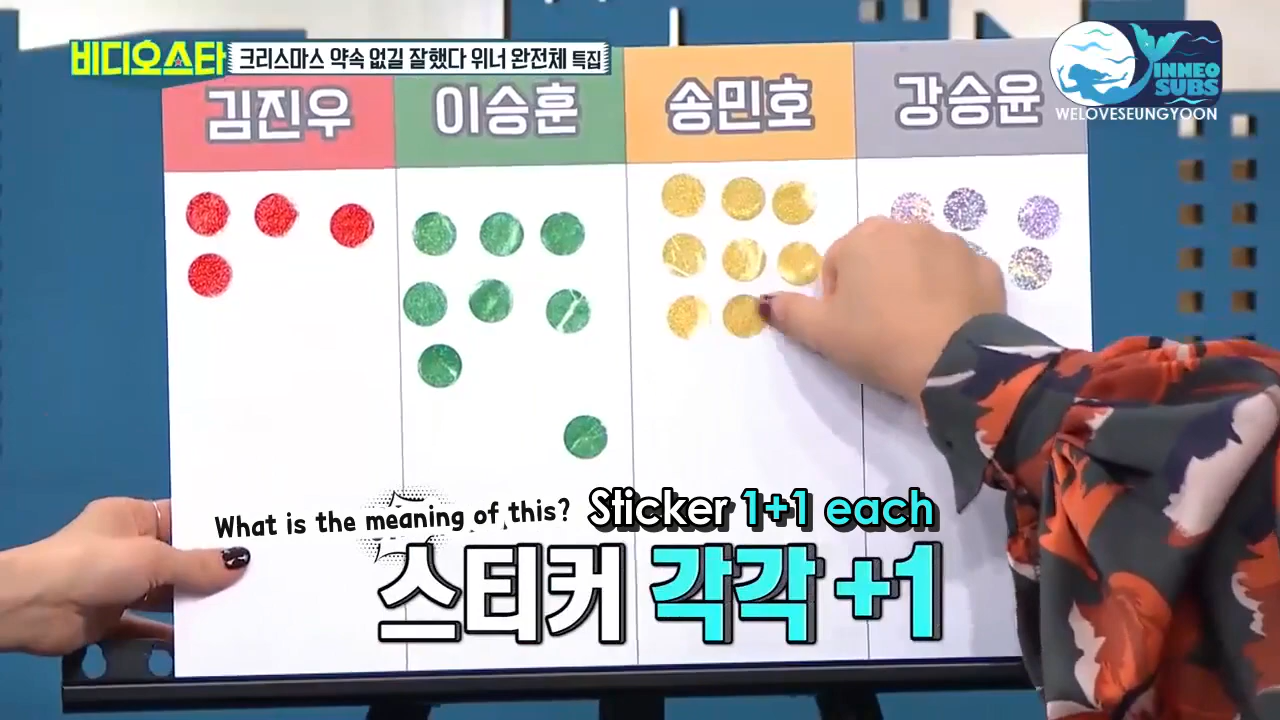 비디오스타 크리스마스 약속 없길 잘했다 위너 완전체 특집
INNEO
SUBS
WELOVESEUNGYOON
김진우 이승훈 송민호 강승윤
What is the meaning of this? Sticker 1+1 each
스티커 각각 +1